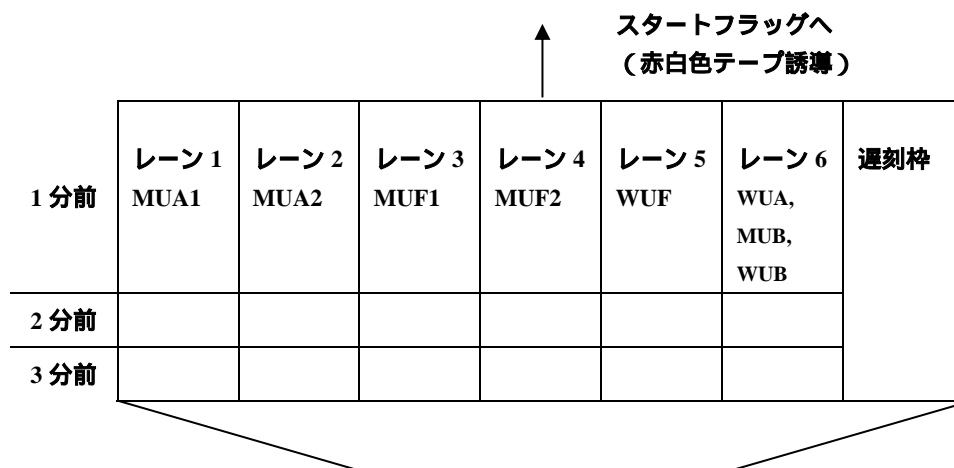 スタートフラッグへ
（赤白色テープ誘導）
レーン 1 レーン 2 レーン 3 レーン 4 レーン 5 レーン 6 遅刻枠
1 分前 MUA1 MUA2 MUF1 MUF2 WUF WUA,
MUB,
WUB
2 分前
3 分前